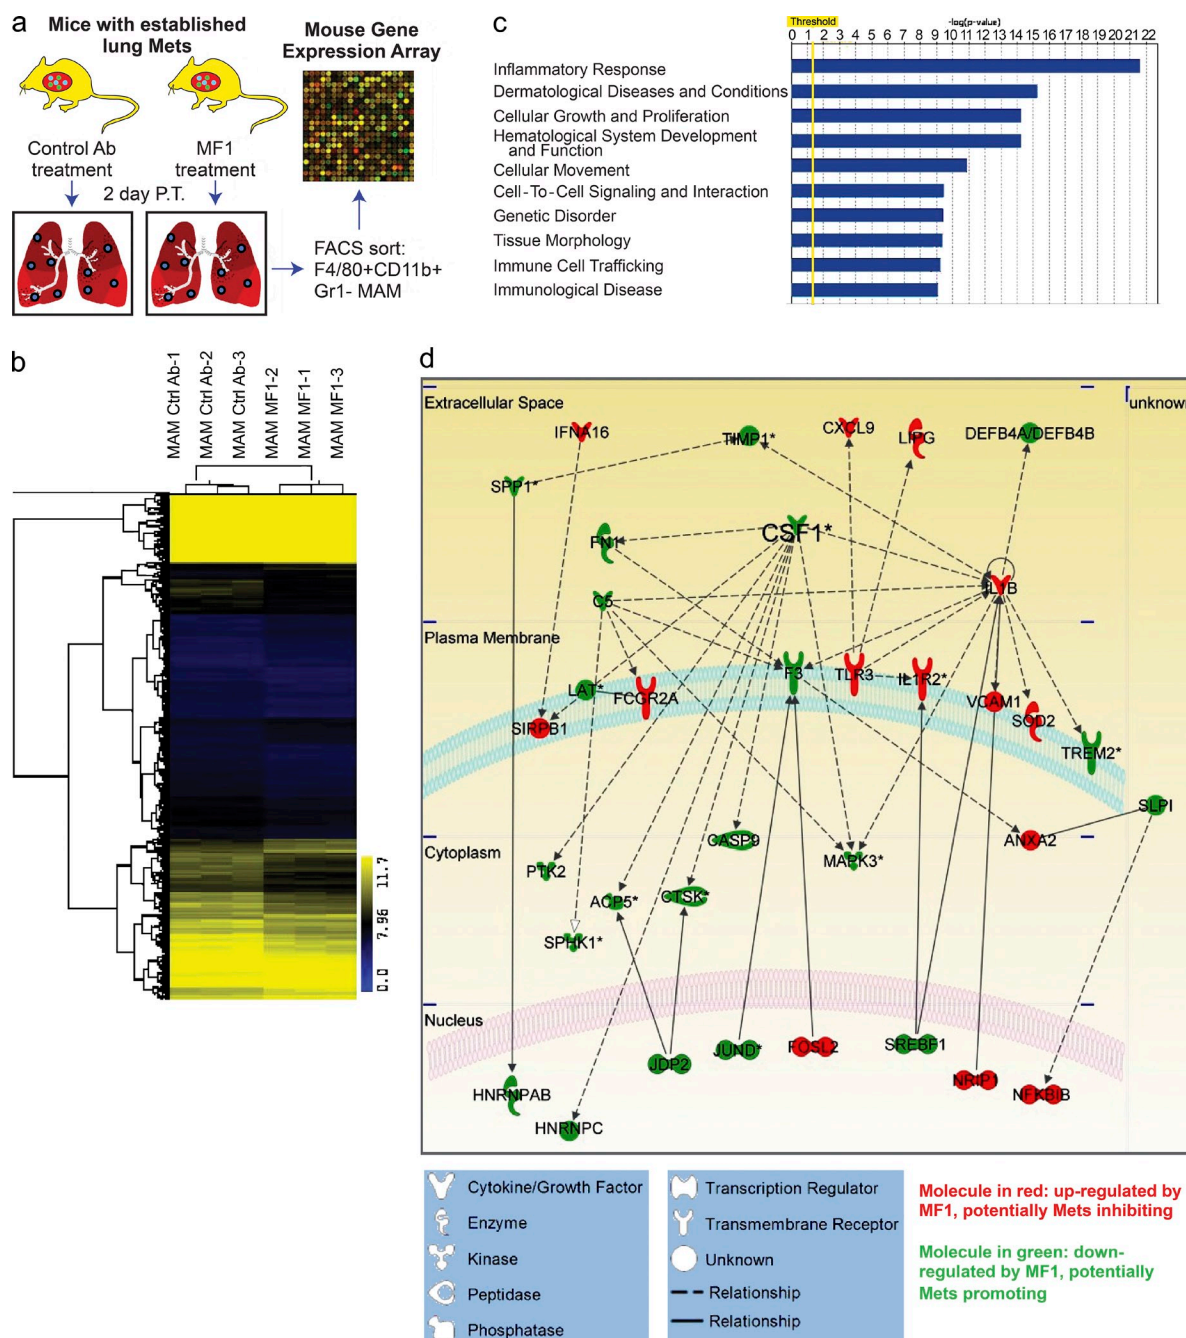 a
Mice with established
lung Mets
Mouse Gene
Expression Array
Control Ab
treatment
MF1
treatment
2 day P.T.
FACS sort:
F4/80+CD11b+
Gr1- MAM
c
Threshold
-log(p-value)
0 1 2 3 4 5 6 7 8 9 10 11 12 13 14 15 16 17 18 19 20 21 22
Inflammatory Response
Dermatological Diseases and Conditions
Cellular Growth and Proliferation
Hematological System Development
and Function
Cellular Movement
Cell-To-Cell Signaling and Interaction
Genetic Disorder
Tissue Morphology
Immune Cell Trafficking
Immunological Disease
b
MAM Ctrl Ab-1
MAM Ctrl Ab-2
MAM Ctrl Ab-3
MAM MF1-2
MAM MF1-1
MAM MF1-3
11.7
7.96
0.0
d
Extracellular Space
unknown
IFNA16
TIMP1*
CXCL9
LIPG
DEFB4A/DEFB4B
SPP1*
CSF1*
FN1
IL1B
C5
Plasma Membrane
F3
TLR3
IL1R2*
LAT*
FCGR2A
VCAM1
SIRPB1
SOD2
TREM2*
SLPI
CASP9
ANXA2
Cytoplasm
MAPK3*
PTK2
ACP5*
CTSK*
SPHK1*
Nucleus
JDP2
JUND*
FOSL2
SREBF1
NRIP1
NFKBIB
HNRNPAB
HNRNPC
Cytokine/Growth Factor
Enzyme
Kinase
Peptidase
Phosphatase
Transcription Regulator
Transmembrane Receptor
Unknown
Relationship
Relationship
Molecule in red: up-regulated by
MF1, potentially Mets inhibiting
Molecule in green: down-
regulated by MF1, potentially
Mets promoting